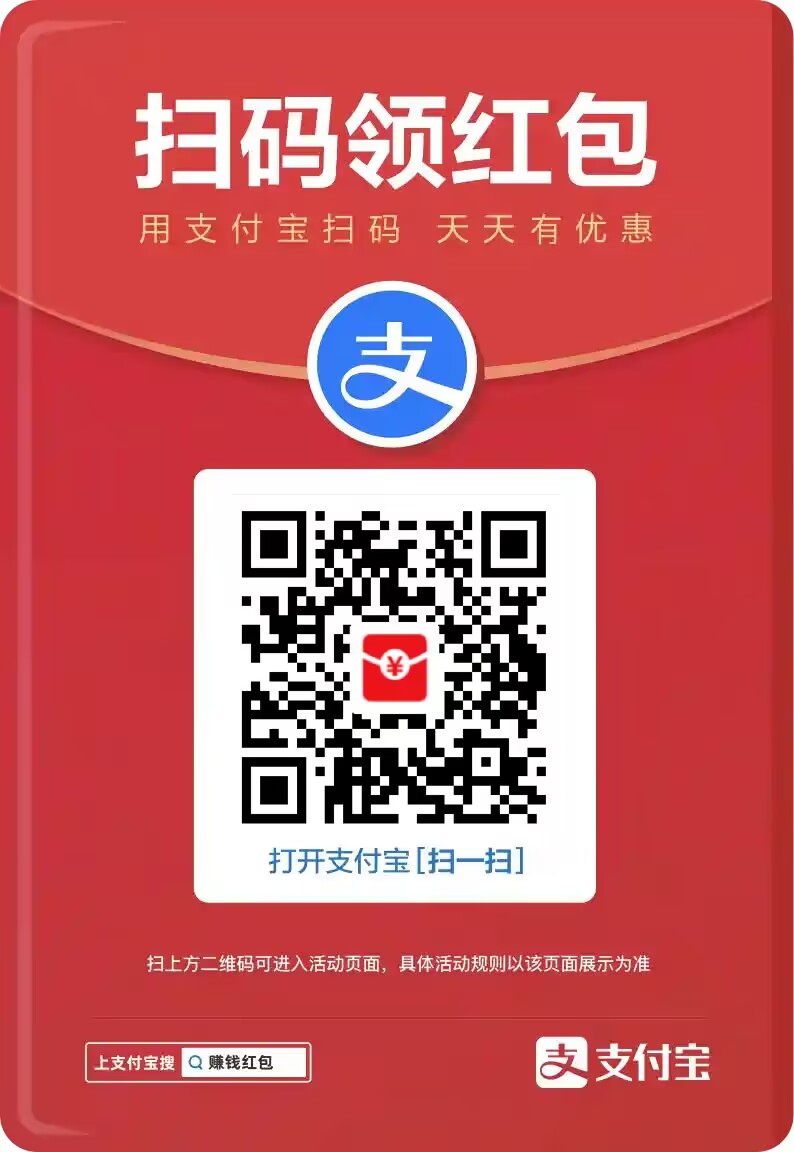 扫码领红包
用支付宝扫码 天天有优惠
支
¥
打开支付宝[扫一扫]
扫上方二维码可进入活动页面，具体活动规则以该页面展示为准
上支付宝搜 赚钱红包
支 支付宝